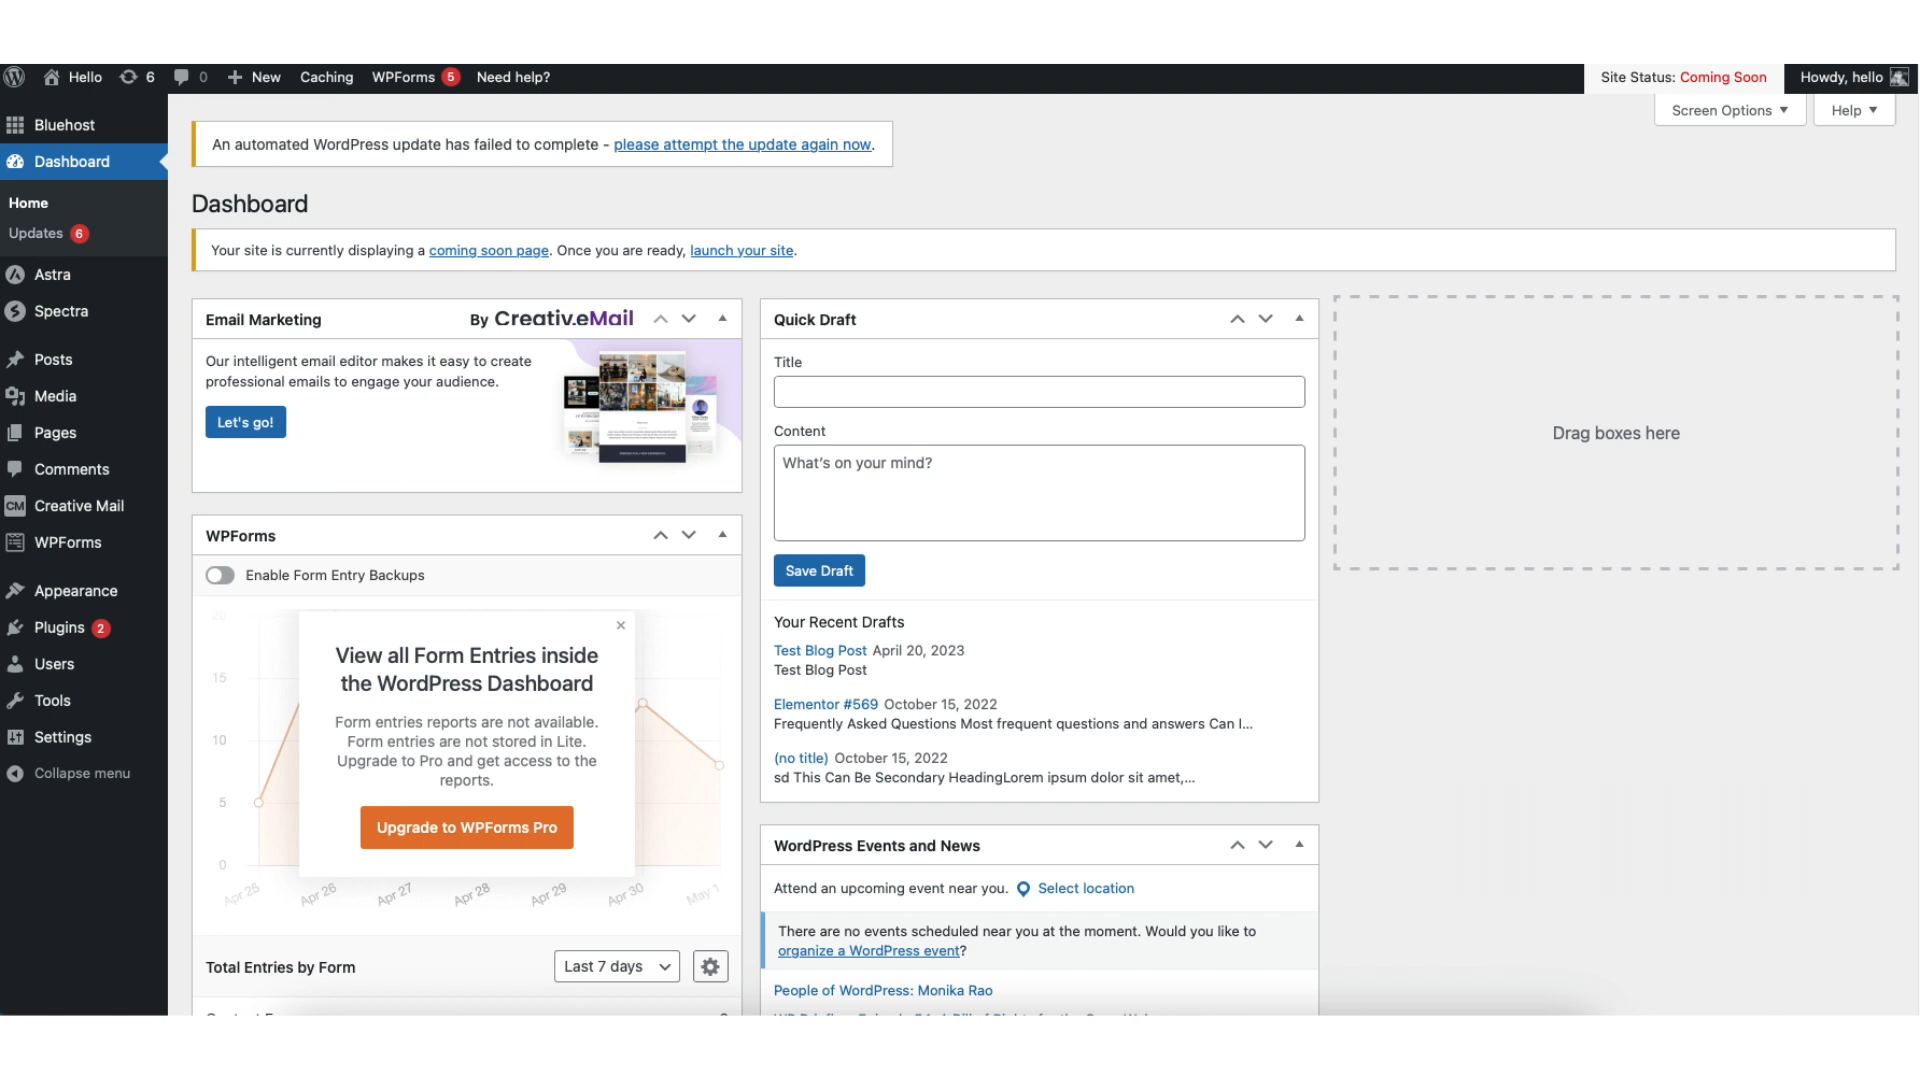 Hello 6 0 New Caching WPForms 5 Need help? Site Status: Coming Soon Howdy, hello
Screen Options ▼ Help ▼
Bluehost
Dashboard
Home
Updates 6
Astra
Spectra
Posts
Media
Pages
Comments
CM Creative Mail
WPForms
Appearance
Plugins 2
Users
Tools
Settings
Collapse menu
An automated WordPress update has failed to complete - please attempt the update again now.
Dashboard
Your site is currently displaying a coming soon page. Once you are ready, launch your site.
Email Marketing By Creativ.eMail
Our intelligent email editor makes it easy to create
professional emails to engage your audience.
Let's go!
WPForms
Enable Form Entry Backups
20
15
10
5
0
View all Form Entries inside
the WordPress Dashboard
Form entries reports are not available.
Form entries are not stored in Lite.
Upgrade to Pro and get access to the
reports.
Upgrade to WPForms Pro
Apr 25 Apr 26 Apr 27 Apr 28 Apr 29 Apr 30 May 1
Total Entries by Form Last 7 days
Quick Draft
Title
Content
What's on your mind?
Save Draft
Your Recent Drafts
Test Blog Post April 20, 2023
Test Blog Post
Elementor #569 October 15, 2022
Frequently Asked Questions Most frequent questions and answers Can I…
(no title) October 15, 2022
sd This Can Be Secondary HeadingLorem ipsum dolor sit amet,…
WordPress Events and News
Attend an upcoming event near you. Select location
There are no events scheduled near you at the moment. Would you like to
organize a WordPress event?
People of WordPress: Monika Rao
Drag boxes here